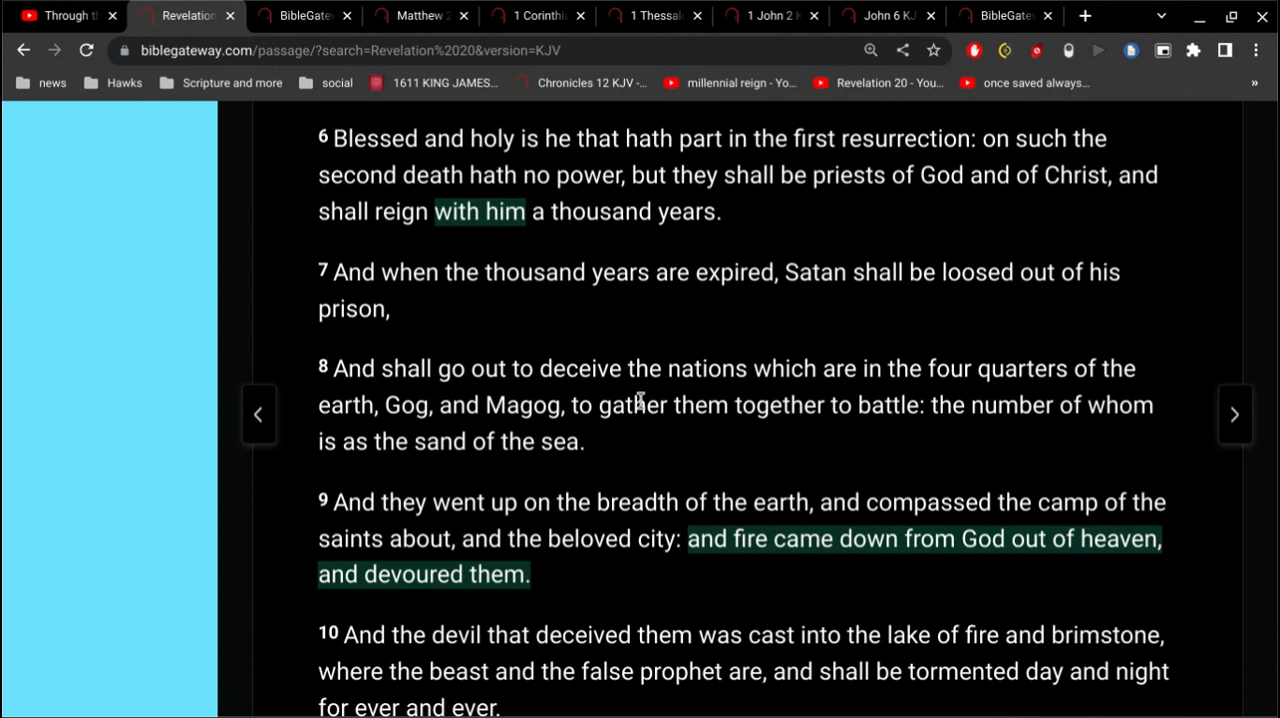 Through t
Revelation
BibleGate
Matthew 2
1 Corinthi
1 Thessal
1 John 2 K
John 6 KJ
BibleGate
biblegateway.com/passage/?search=Revelation%2020&version=KJV
news
Hawks
Scripture and more
social
1611 KING JAMES...
Chronicles 12 KJV -...
millennial reign - Yo...
Revelation 20 - You...
once saved always...
»
6 Blessed and holy is he that hath part in the first resurrection: on such the
second death hath no power, but they shall be priests of God and of Christ, and
shall reign with him a thousand years.
7 And when the thousand years are expired, Satan shall be loosed out of his
prison,
8 And shall go out to deceive the nations which are in the four quarters of the
earth, Gog, and Magog, to gather them together to battle: the number of whom
is as the sand of the sea.
9 And they went up on the breadth of the earth, and compassed the camp of the
saints about, and the beloved city: and fire came down from God out of heaven,
and devoured them.
10 And the devil that deceived them was cast into the lake of fire and brimstone,
where the beast and the false prophet are, and shall be tormented day and night
for ever and ever.